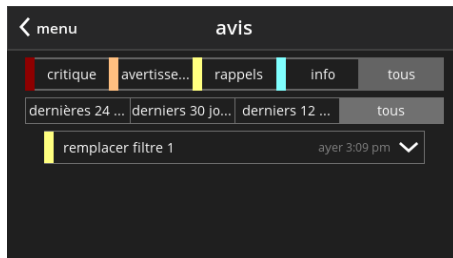 menu
avis
critique avertisse... rappels info tous
dernières 24 ... derniers 30 jo... derniers 12 ... tous
remplacer filtre 1 ayer 3:09 pm